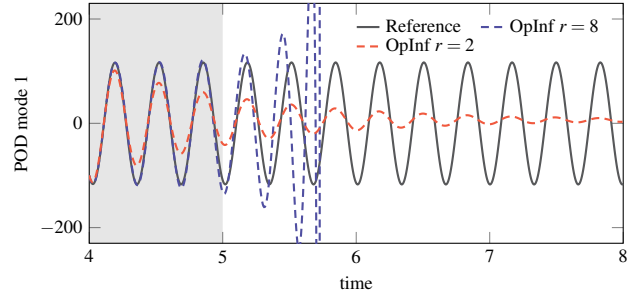 Reference
OpInf r = 8
OpInf r = 2
POD mode 1
200
0
−200
4
5
6
7
8
time